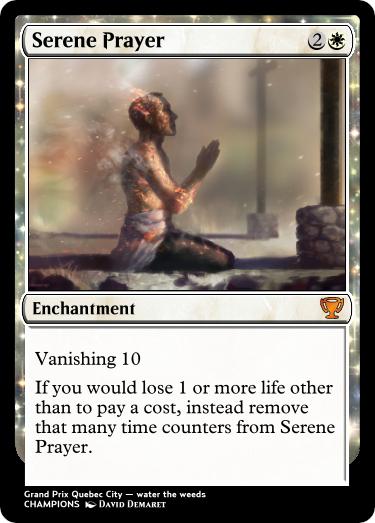 Serene Prayer 2
Enchantment
Vanishing 10
If you would lose 1 or more life other
than to pay a cost, instead remove
that many time counters from Serene
Prayer.
Grand Prix Quebec City — water the weeds
CHAMPIONS DAVID DEMARET